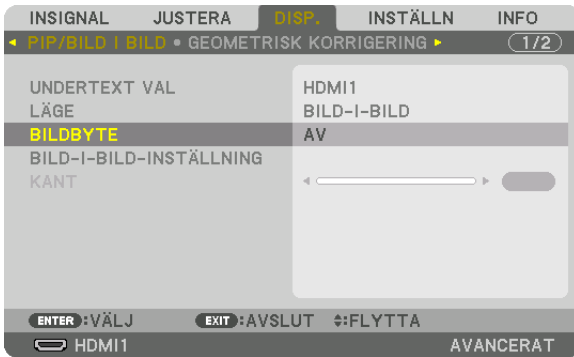 INSIGNAL JUSTERA DISP. INSTÄLLN INFO
PIP/BILD I BILD • GEOMETRISK KORRIGERING 1/2
UNDERTEXT VAL HDMI1
LÄGE BILD-I-BILD
BILDBYTE AV
BILD-I-BILD-INSTÄLLNING
KANT
ENTER:VÄLJ EXIT:AVSLUT :FLYTTA
HDMI1 AVANCERAT